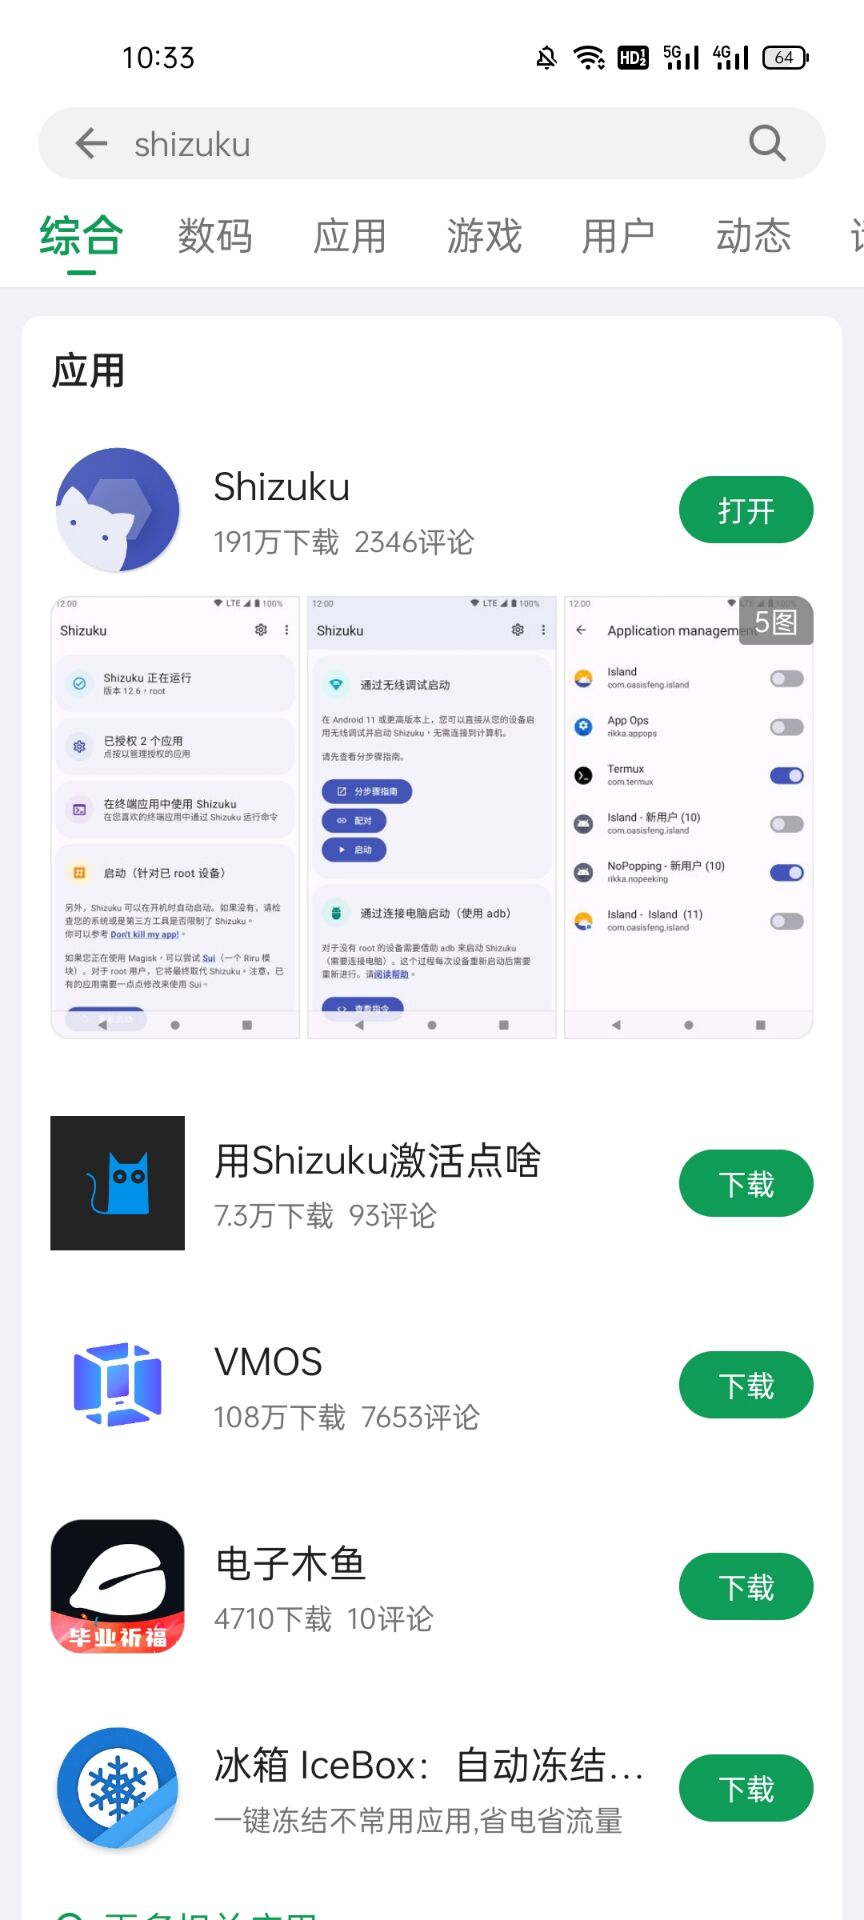 10:33
HD 1 2 5G 4G 64
shizuku
综合 数码 应用 游戏 用户 动态
应用
Shizuku
191万下载 2346评论
打开
12:00 LTE 100%
Shizuku
Shizuku 正在运行
版本 12.6，root
已授权 2 个应用
点按以管理授权的应用
在终端应用中使用 Shizuku
在您喜欢的终端应用中通过 Shizuku 运行命令
启动（针对已 root 设备）
另外，Shizuku 可以在开机时自动启动。如果没有，请检
查您的系统或是第三方工具是否限制了 Shizuku。
你可以参考 Don't kill my app!。
如果您正在使用 Magisk，可以尝试 Sui（一个 Riru 模
块）。对于 root 用户，它将最终取代 Shizuku。注意，已
有的应用需要一点点修改来使用 Sui。
12:00 LTE 100%
Shizuku
通过无线调试启动
在 Android 11 或更高版本上，您可以直接从您的设备启
用无线调试并启动 Shizuku，无需连接到计算机。
请先查看分步骤指南。
分步骤指南
配对
启动
通过连接电脑启动（使用 adb）
对于没有 root 的设备需要借助 adb 来启动 Shizuku
（需要连接电脑）。这个过程每次设备重新启动后需要
重新进行。请阅读帮助。
查看指令
12:00
5图
Application management
Island
com.oasisfeng.island
App Ops
rikka.appops
Termux
com.termux
Island - 新用户 (10)
com.oasisfeng.island
NoPopping - 新用户 (10)
rikka.nopeeking
Island - Island (11)
com.oasisfeng.island
用Shizuku激活点啥
7.3万下载 93评论
下载
VMOS
108万下载 7653评论
下载
电子木鱼
4710下载 10评论
下载
毕业祈福
冰箱 IceBox：自动冻结...
一键冻结不常用应用,省电省流量
下载